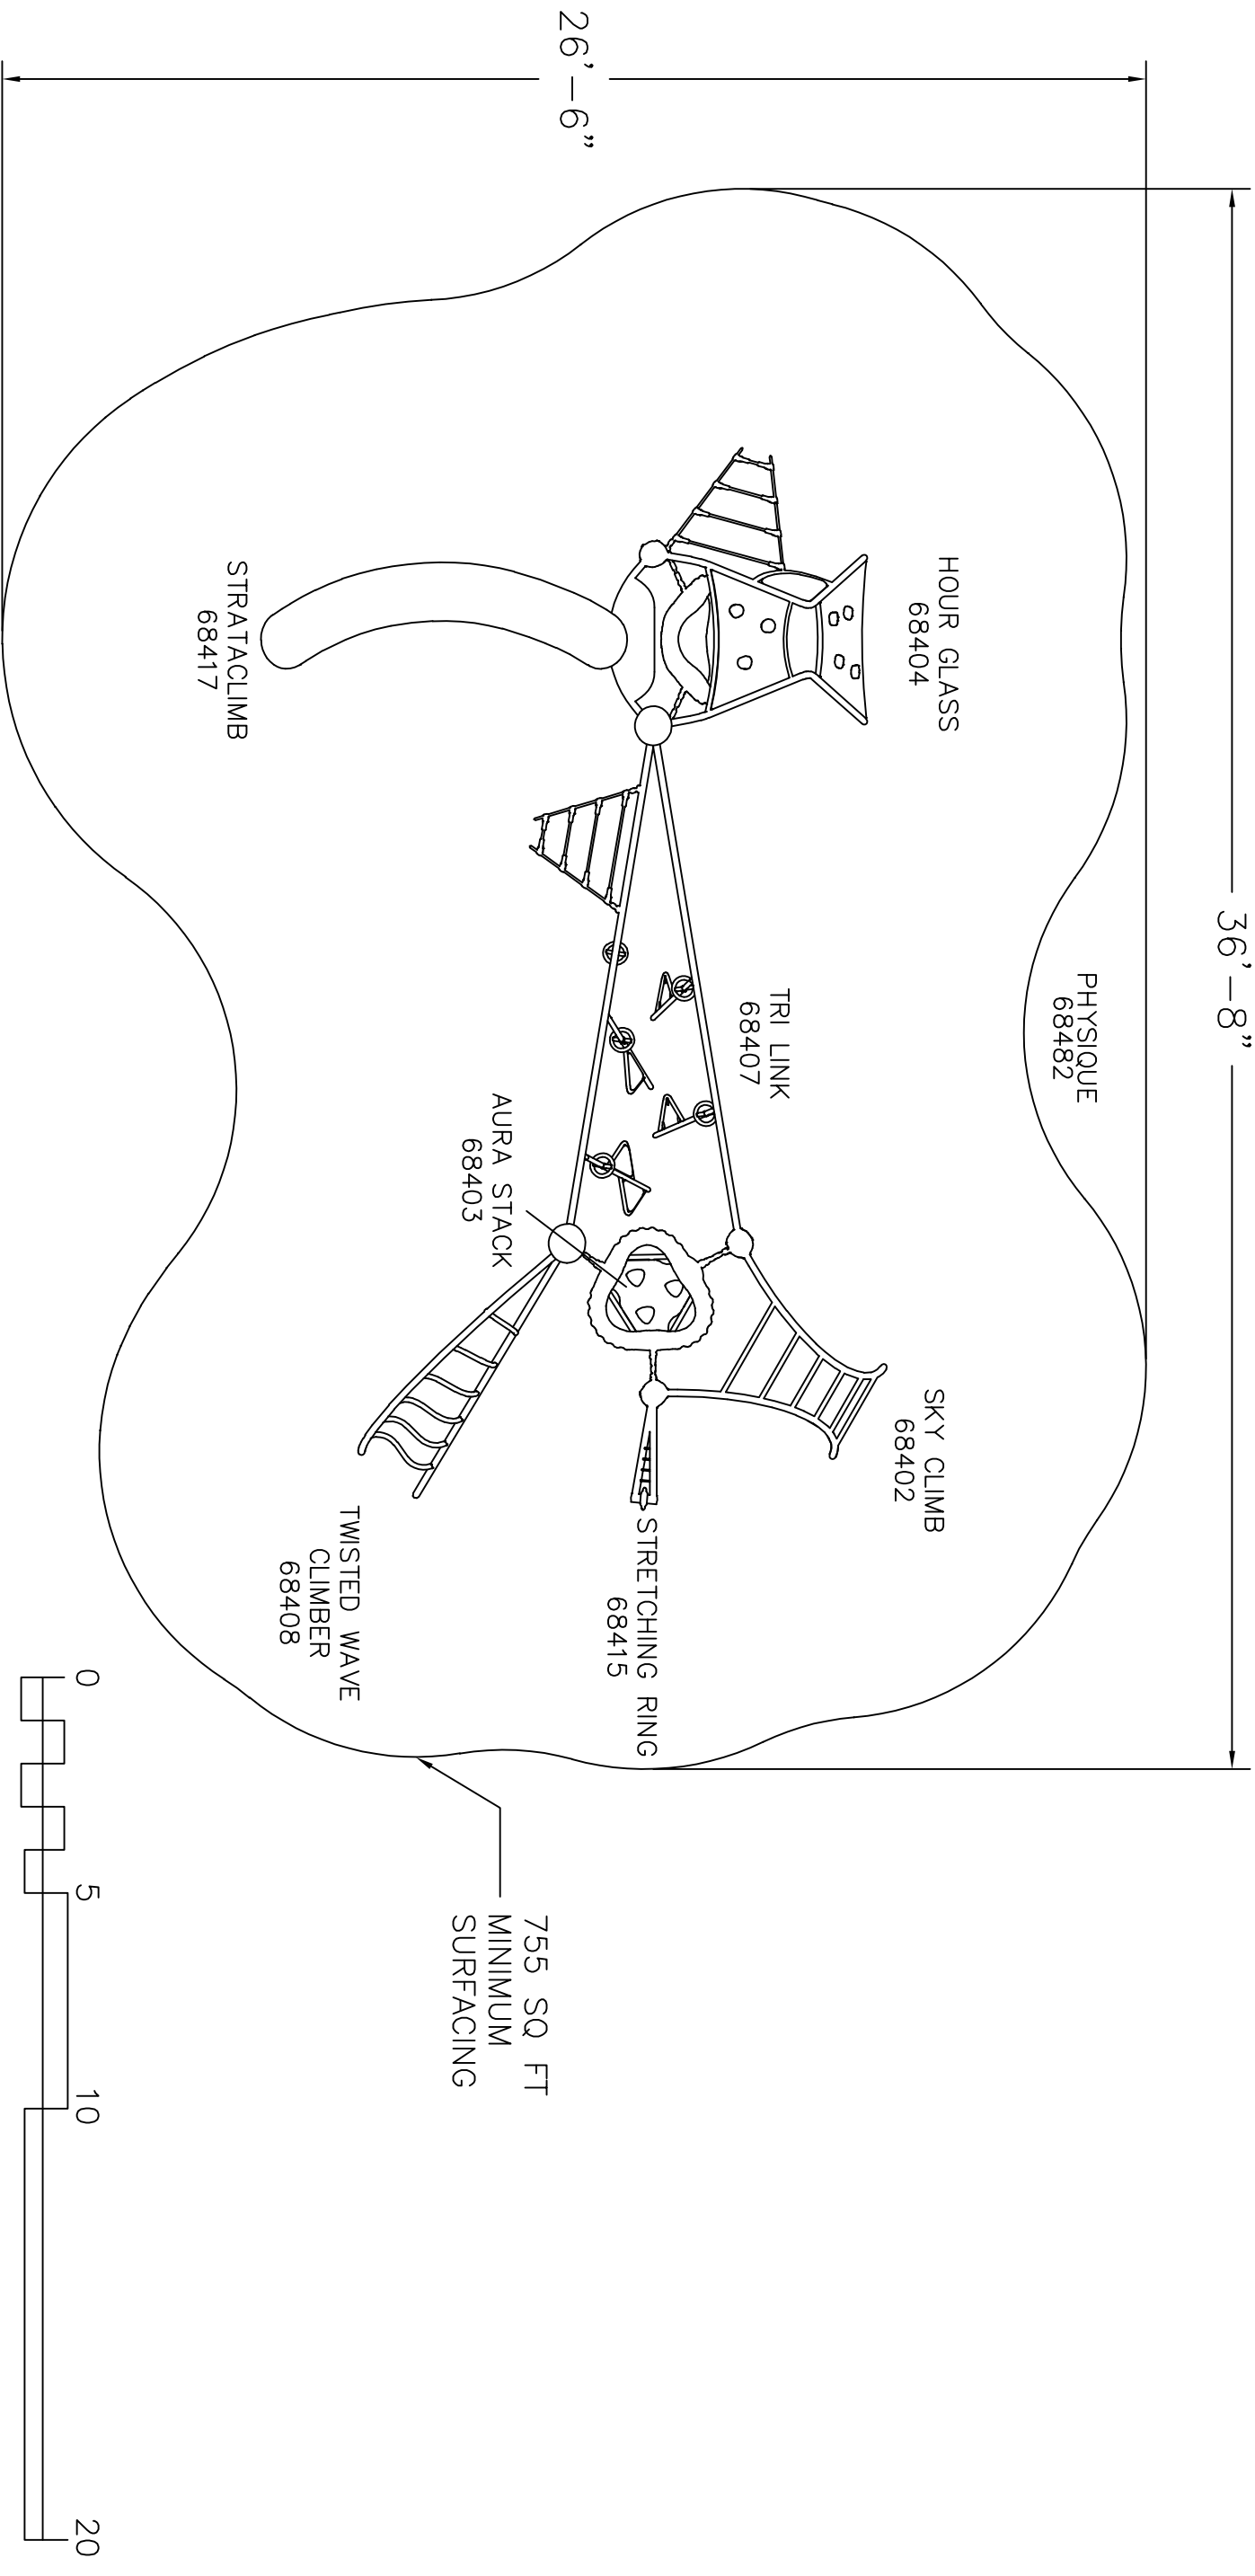 36'-8"
26'-6"
PHYSIQUE
68482
HOUR GLASS
68404
SKY CLIMB
68402
TRI LINK
68407
STRETCHING RING
68415
AURA STACK
68403
TWISTED WAVE
CLIMBER
68408
STRATACLIMB
68417
755 SQ FT
MINIMUM
SURFACING
0 5 10 20